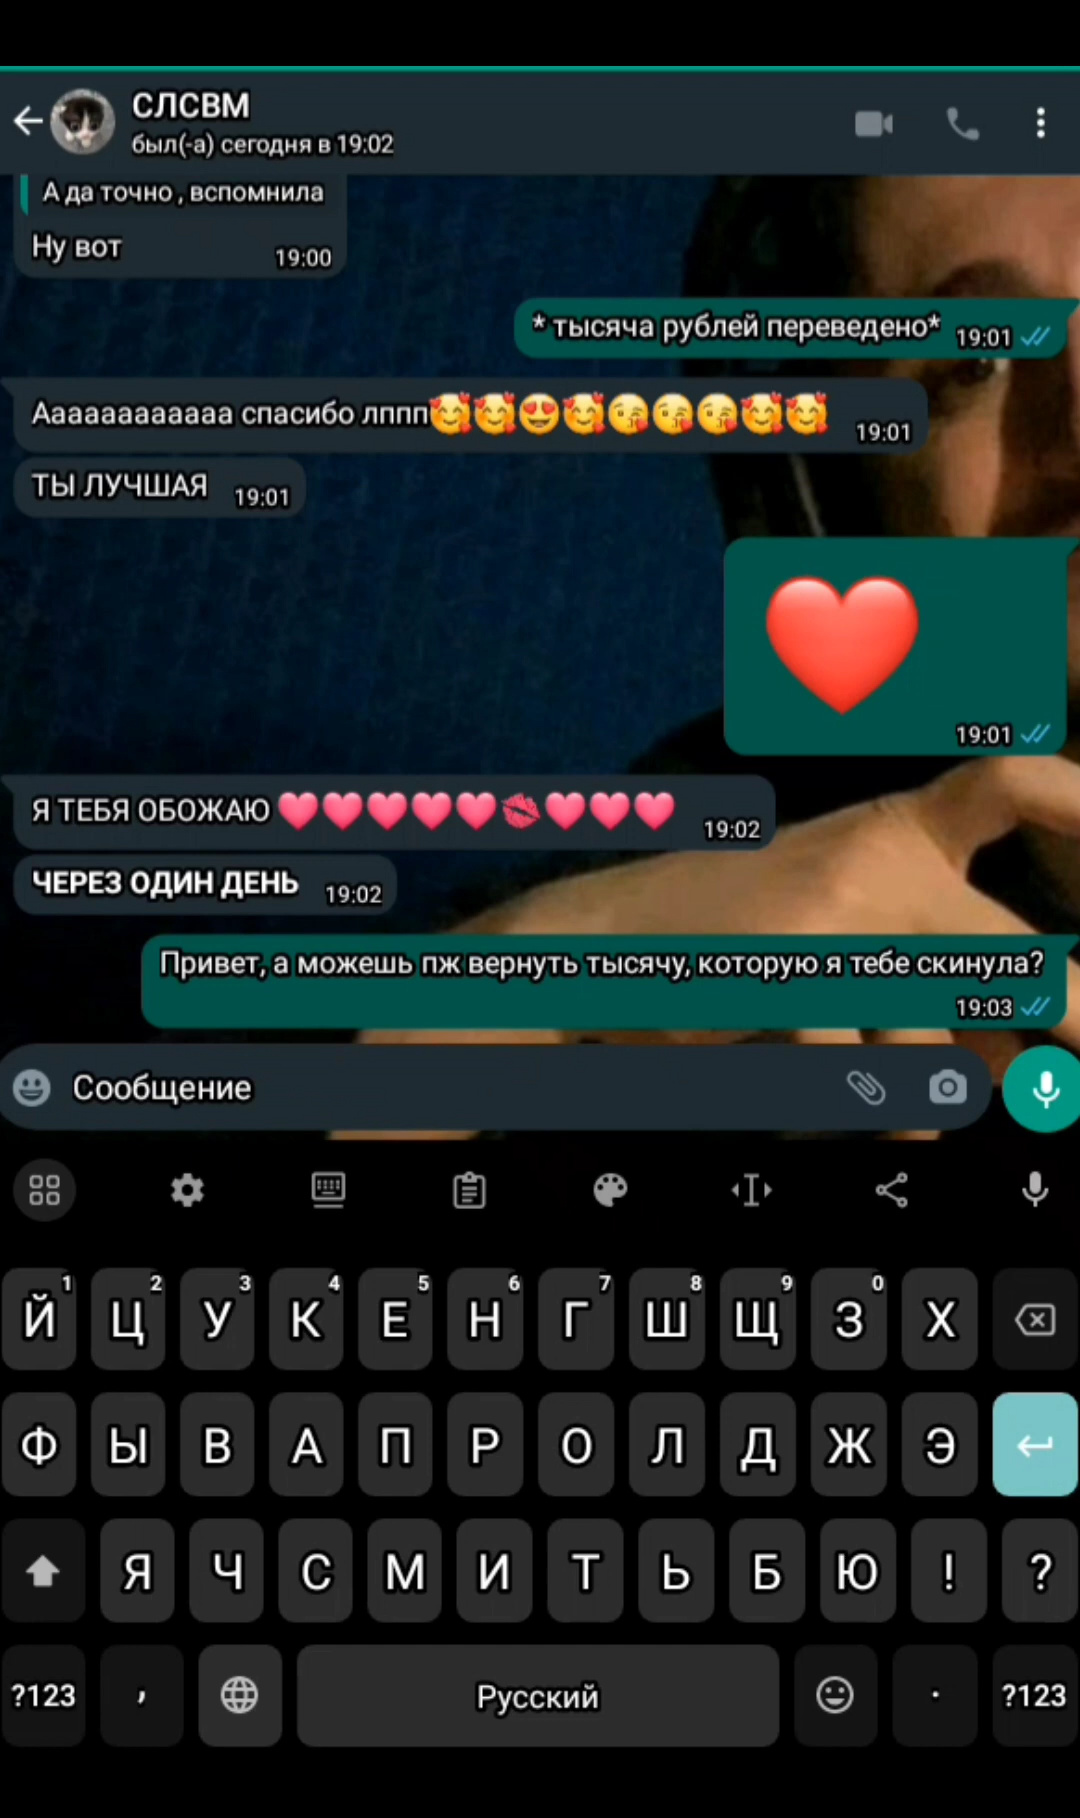 СЛСВМ
был(-а) сегодня в 19:02
А да точно , вспомнила
Ну вот 19:00
* тысяча рублей переведено* 19:01
Аааааааааааа спасибо лппп🥰🥰😍🥰😘😘😘🥰🥰 19:01
ТЫ ЛУЧШАЯ 19:01
❤️
19:01
Я ТЕБЯ ОБОЖАЮ 💓💓💓💓💓💋💓💓💓 19:02
ЧЕРЕЗ ОДИН ДЕНЬ 19:02
Привет, а можешь пж вернуть тысячу, которую я тебе скинула?
19:03
Сообщение
1 2 3 4 5 6 7 8 9 0
Й Ц У К Е Н Г Ш Щ З Х
Ф Ы В А П Р О Л Д Ж Э
Я Ч С М И Т Ь Б Ю ! ?
?123 , Русский . ?123